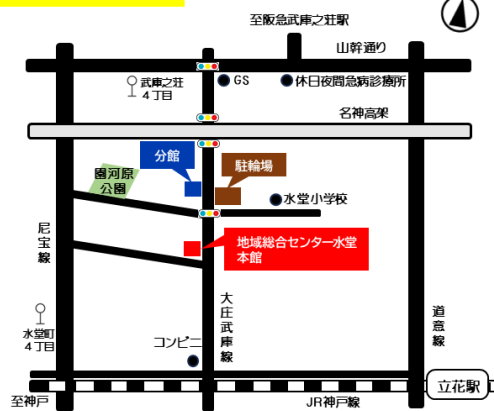 至阪急武庫之荘駅
山幹通り
武庫之荘
４丁目
GS
休日夜間急病診療所
名神高架
分館
駐輪場
園河原
公園
水堂小学校
地域総合センター水堂
本館
尼宝線
大庄武庫線
道意線
水堂町
４丁目
コンビニ
立花駅
至神戸
JR神戸線